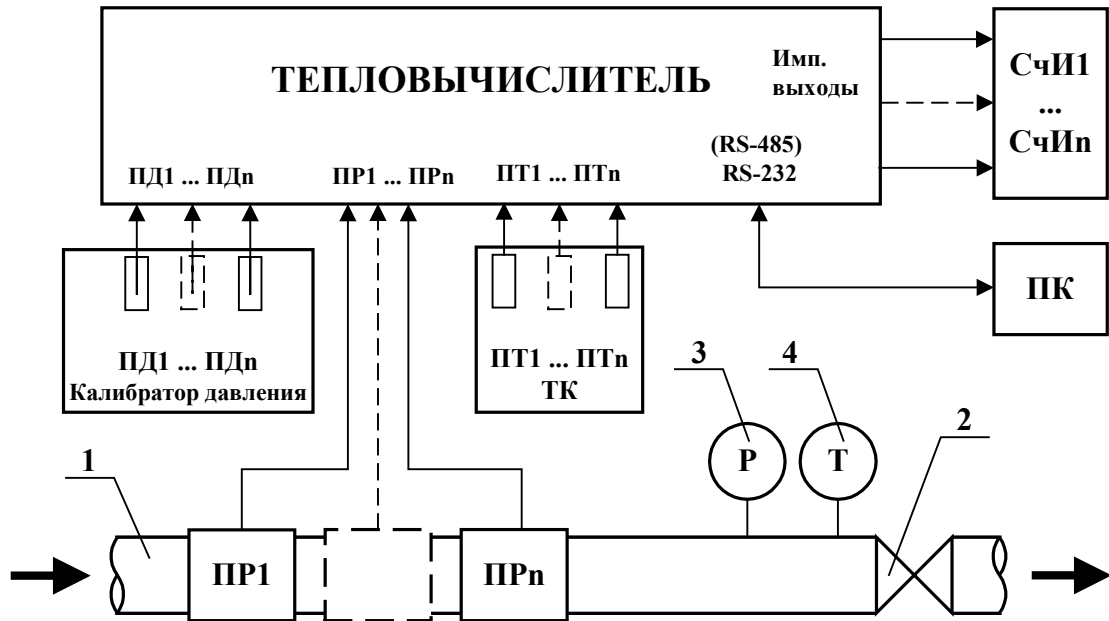 ТЕПЛОВЫЧИСЛИТЕЛЬ
Имп.
выходы
(RS-485)
RS-232
ПД1 ... ПДn
ПР1 ... ПРn
ПТ1 ... ПТn
СчИ1
...
СчИn
ПК
ПД1 ... ПДn
Калибратор давления
ПТ1 ... ПТn
ТК
3
4
2
1
Р
Т
ПР1
ПРn